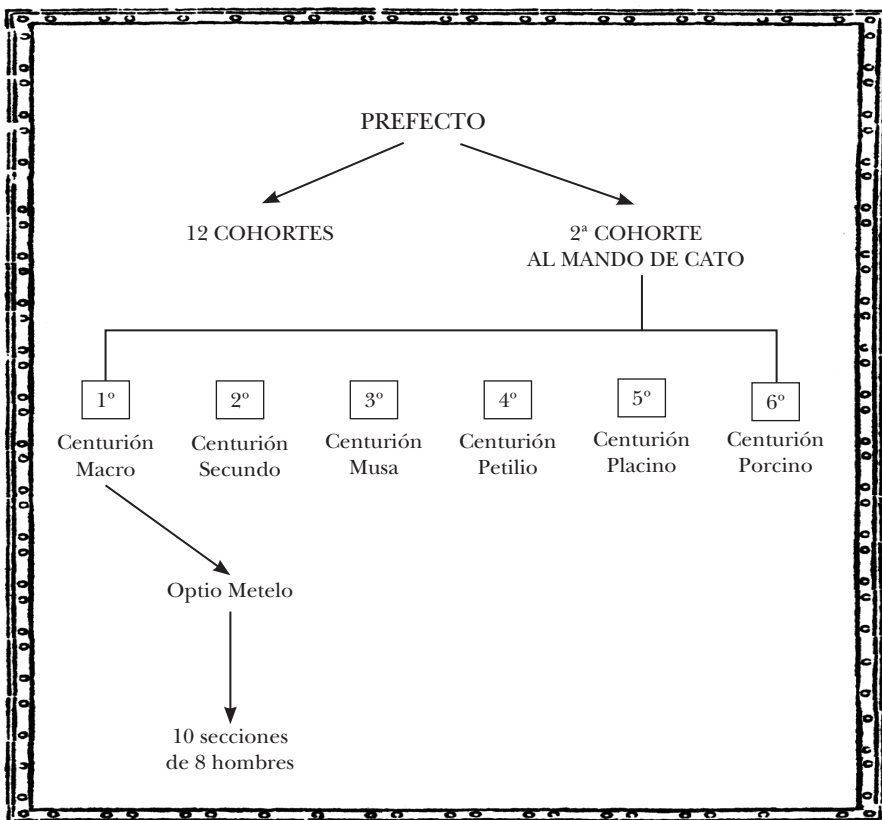 PREFECTO
12 COHORTES
2ª COHORTE
AL MANDO DE CATO
1º
2º
3º
4º
5º
6º
Centurión
Macro
Centurión
Secundo
Centurión
Musa
Centurión
Petilio
Centurión
Placino
Centurión
Porcino
Optio Metelo
10 secciones
de 8 hombres